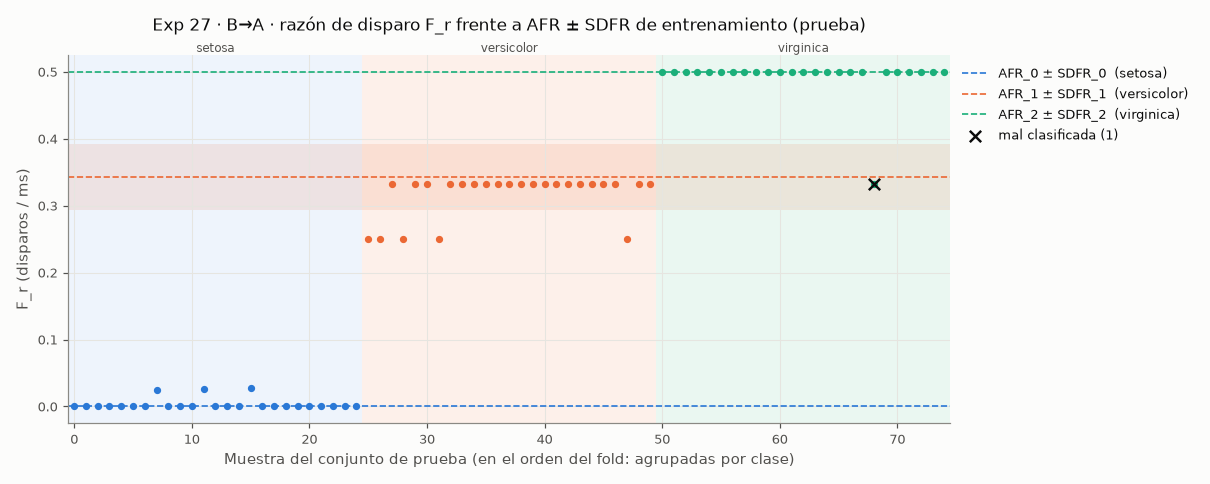 Exp 27 · B→A · razón de disparo F_r frente a AFR ± SDFR de entrenamiento (prueba)
setosa
versicolor
virginica
0.5
0.4
0.3
0.2
0.1
0.0
F_r (disparos / ms)
0
10
20
30
40
50
60
70
Muestra del conjunto de prueba (en el orden del fold: agrupadas por clase)
AFR_0 ± SDFR_0 (setosa)
AFR_1 ± SDFR_1 (versicolor)
AFR_2 ± SDFR_2 (virginica)
mal clasificada (1)